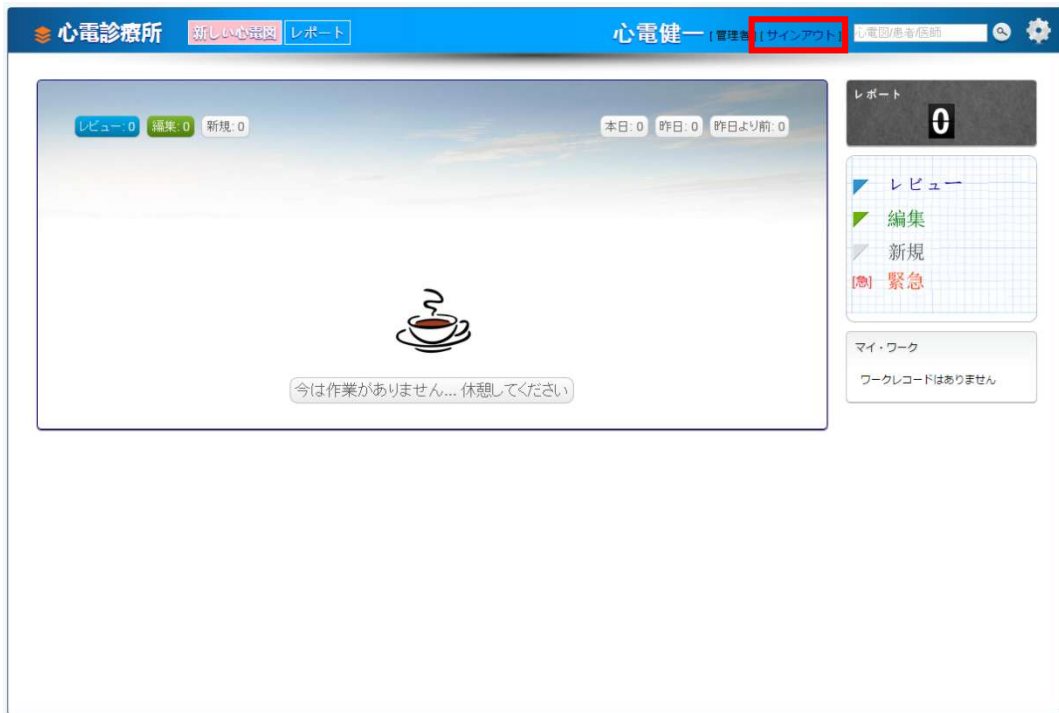 心電診療所 新しい心電図 レポート 心電健一 [管理者] [サインアウト] 心電図/患者/医師
レビュー: 0 編集: 0 新規: 0 本日: 0 昨日: 0 昨日より前: 0
今は作業がありません... 休憩してください
レポート
0
レビュー
編集
新規
[急] 緊急
マイ・ワーク
ワークレコードはありません